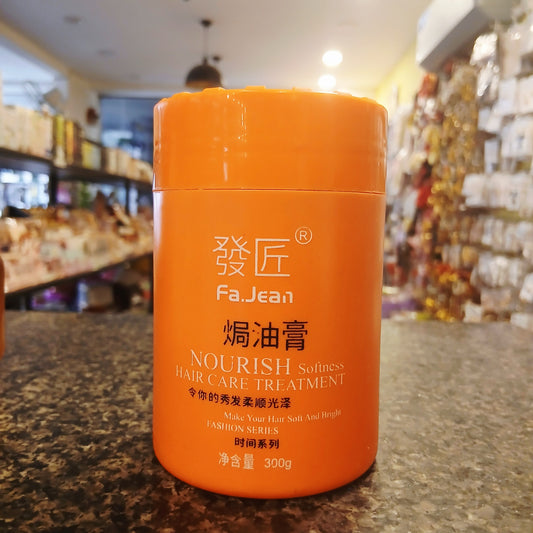 發匠®
Fa.Jean
焗油膏
NOURISH Softness
HAIR CARE TREATMENT
令你的秀发柔顺光泽
Make Your Hair Soft And Bright
FASHION SERIES
时间系列
净含量 300g